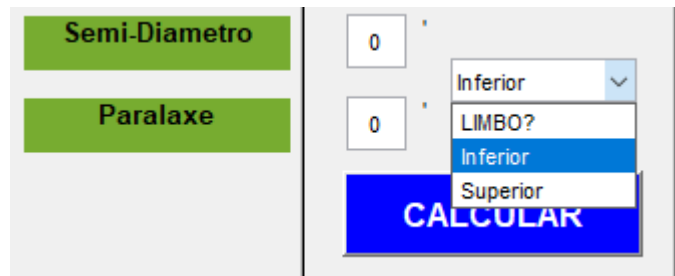 Semi-Diametro
0 '
Inferior
Paralaxe
0 '
LIMBO?
Inferior
Superior
CALCULAR